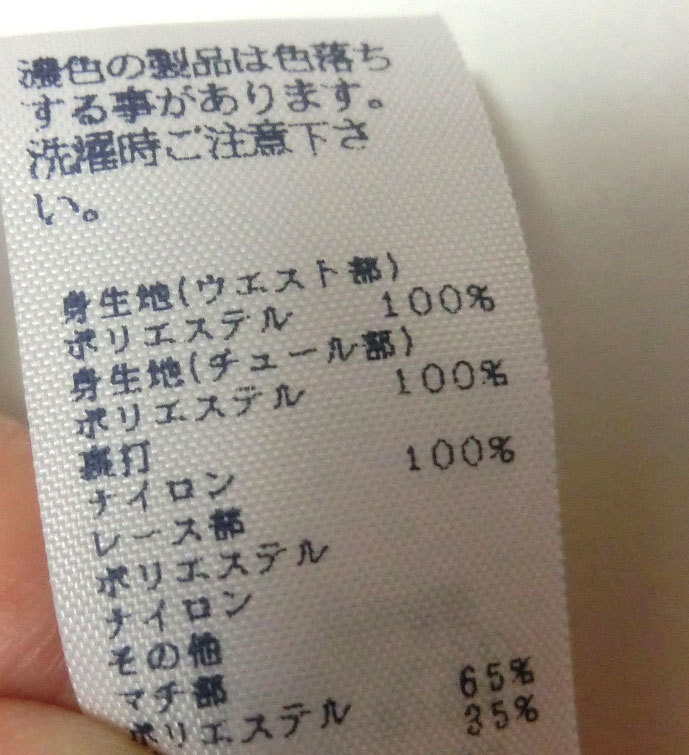 濃色の製品は色落ち
する事があります。
洗濯時ご注意下さ
い。
身生地(ウエスト部)
ポリエステル 100%
身生地(チュール部)
ポリエステル 100%
裏打
ナイロン 100%
レース部
ポリエステル
ナイロン
その他
マチ部
ポリエステル 65%
35%